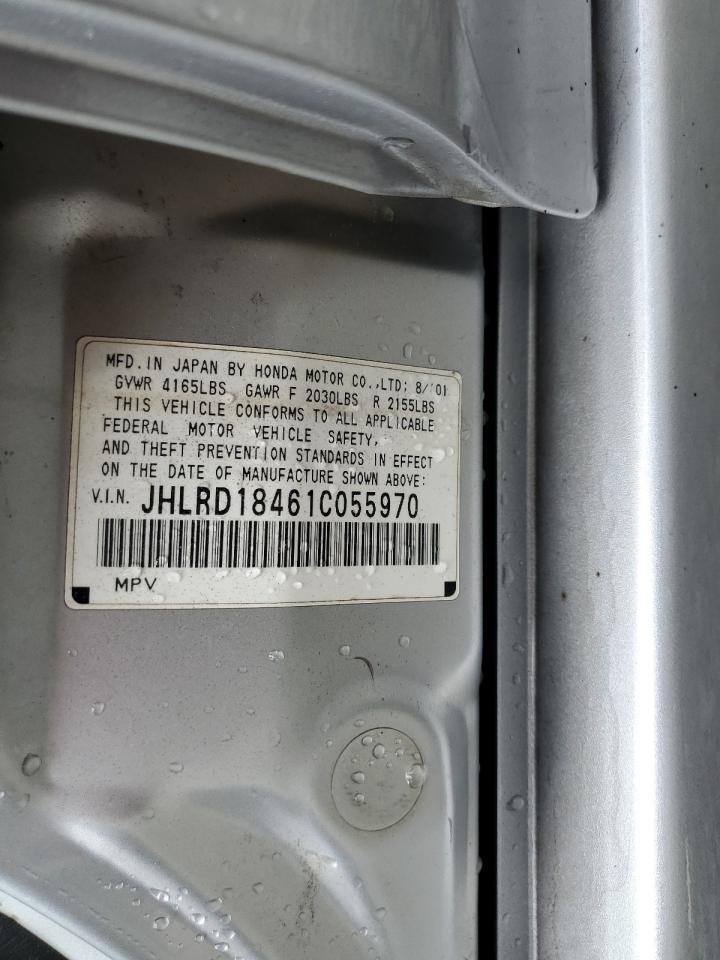 MFD. IN JAPAN BY HONDA MOTOR CO.,LTD; 8/'01
GVWR 4165LBS GAWR F 2030LBS R 2155LBS
THIS VEHICLE CONFORMS TO ALL APPLICABLE
FEDERAL MOTOR VEHICLE SAFETY,
AND THEFT PREVENTION STANDARDS IN EFFECT
ON THE DATE OF MANUFACTURE SHOWN ABOVE:
V.I.N. JHLRD18461C055970
MPV